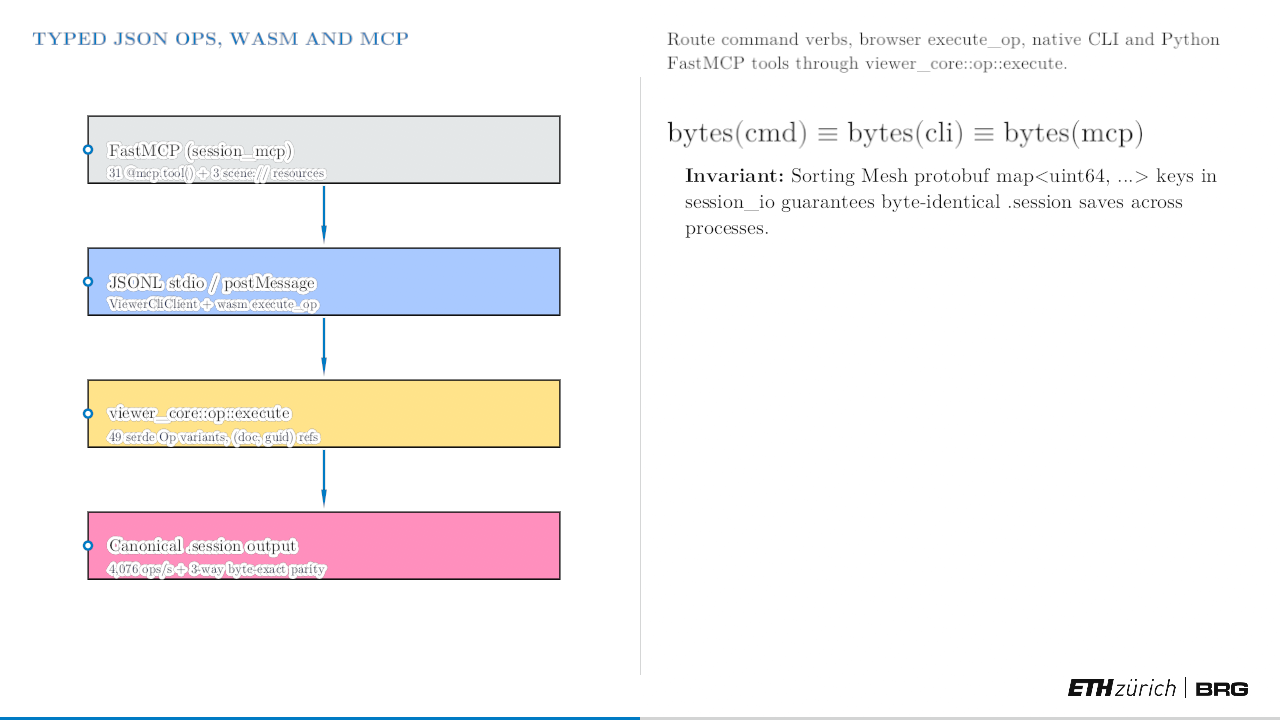 TYPED JSON OPS, WASM AND MCP
FastMCP (session_mcp)
31 @mcp.tool() + 3 scene:// resources
JSONL stdio / postMessage
ViewerCliClient + wasm execute_op
viewer_core::op::execute
49 serde Op variants, (doc, guid) refs
Canonical .session output
4,076 ops/s + 3-way byte-exact parity
Route command verbs, browser execute_op, native CLI and Python
FastMCP tools through viewer_core::op::execute.
bytes(cmd) ≡ bytes(cli) ≡ bytes(mcp)
Invariant: Sorting Mesh protobuf map<uint64, ...> keys in
session_io guarantees byte-identical .session saves across
processes.
ETH zürich | BRG